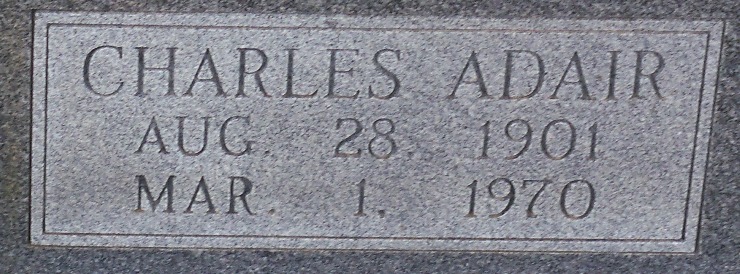 CHARLES ADAIR
AUG. 28. 1901
MAR. 1. 1970